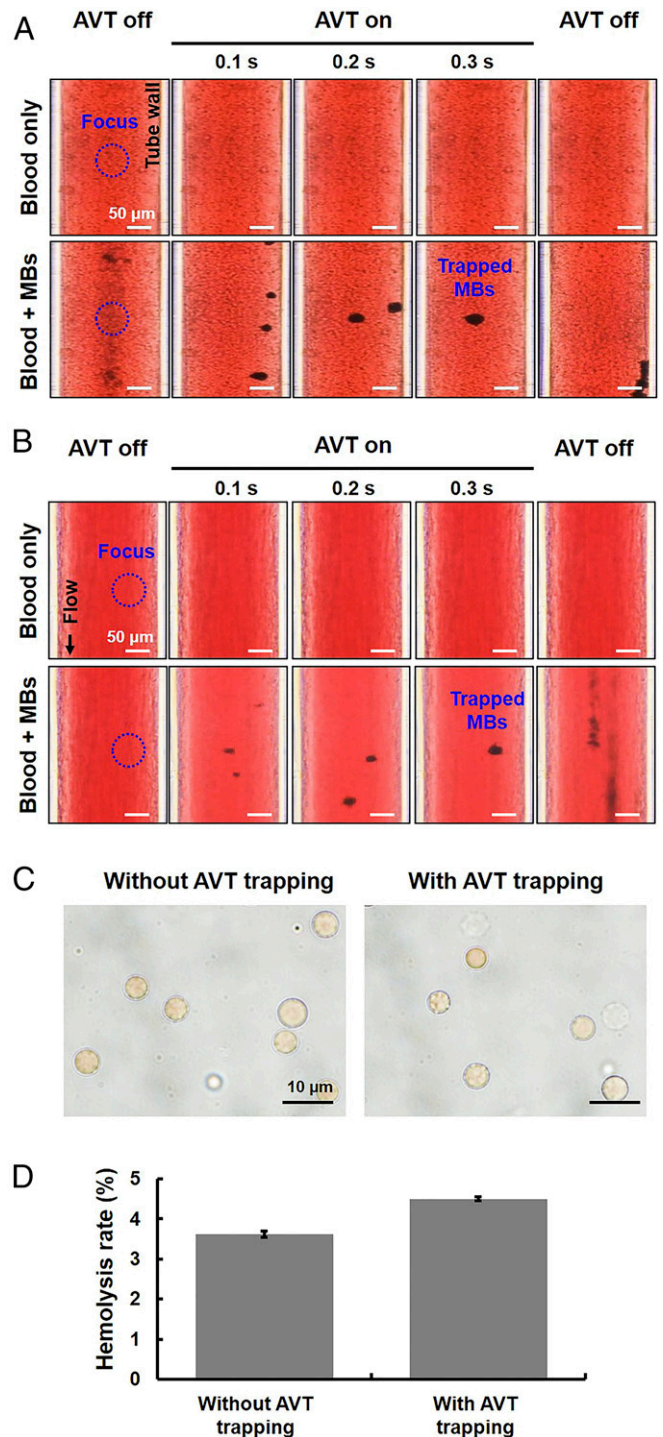 A
AVT off
AVT on
AVT off
0.1 s
0.2 s
0.3 s
Blood only
Focus
Tube wall
50 µm
Blood + MBs
Trapped
MBs
B
AVT off
AVT on
AVT off
0.1 s
0.2 s
0.3 s
Blood only
Focus
Flow
50 µm
Blood + MBs
Trapped
MBs
C
Without AVT trapping
With AVT trapping
10 µm
D
Hemolysis rate (%)
5
4
3
2
1
0
Without AVT
trapping
With AVT
trapping